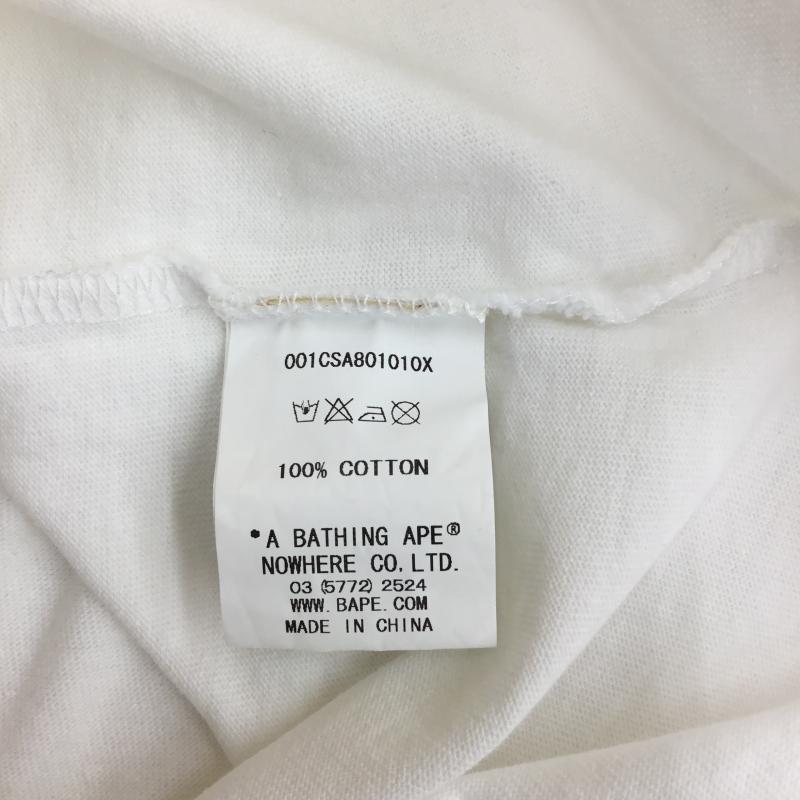 001CSA801010X
100% COTTON
*A BATHING APE®
NOWHERE CO,LTD.
03 (5772) 2524
WWW.BAPE.COM
MADE IN CHINA